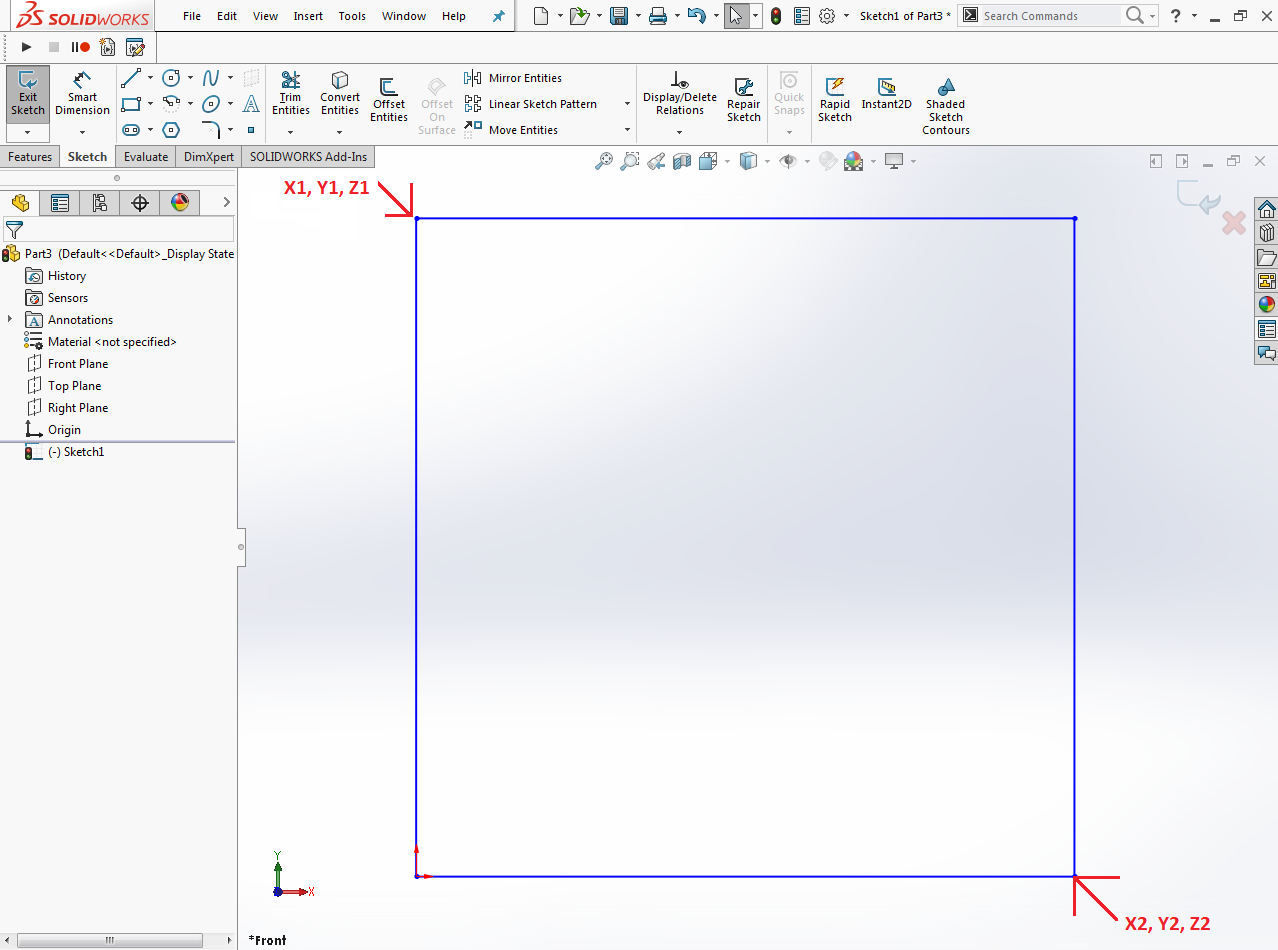 SOLIDWORKS File Edit View Insert Tools Window Help Sketch1 of Part3 * Search Commands ?
Exit Sketch
Smart Dimension
Trim Entities
Convert Entities
Offset Entities
Offset On Surface
Mirror Entities
Linear Sketch Pattern
Move Entities
Display/Delete Relations
Repair Sketch
Quick Snaps
Rapid Sketch
Instant2D
Shaded Sketch Contours
Features Sketch Evaluate DimXpert SOLIDWORKS Add-Ins
X1, Y1, Z1
Part3 (Default<<Default>_Display State
History
Sensors
Annotations
Material <not specified>
Front Plane
Top Plane
Right Plane
Origin
(-) Sketch1
Y
X
X2, Y2, Z2
*Front